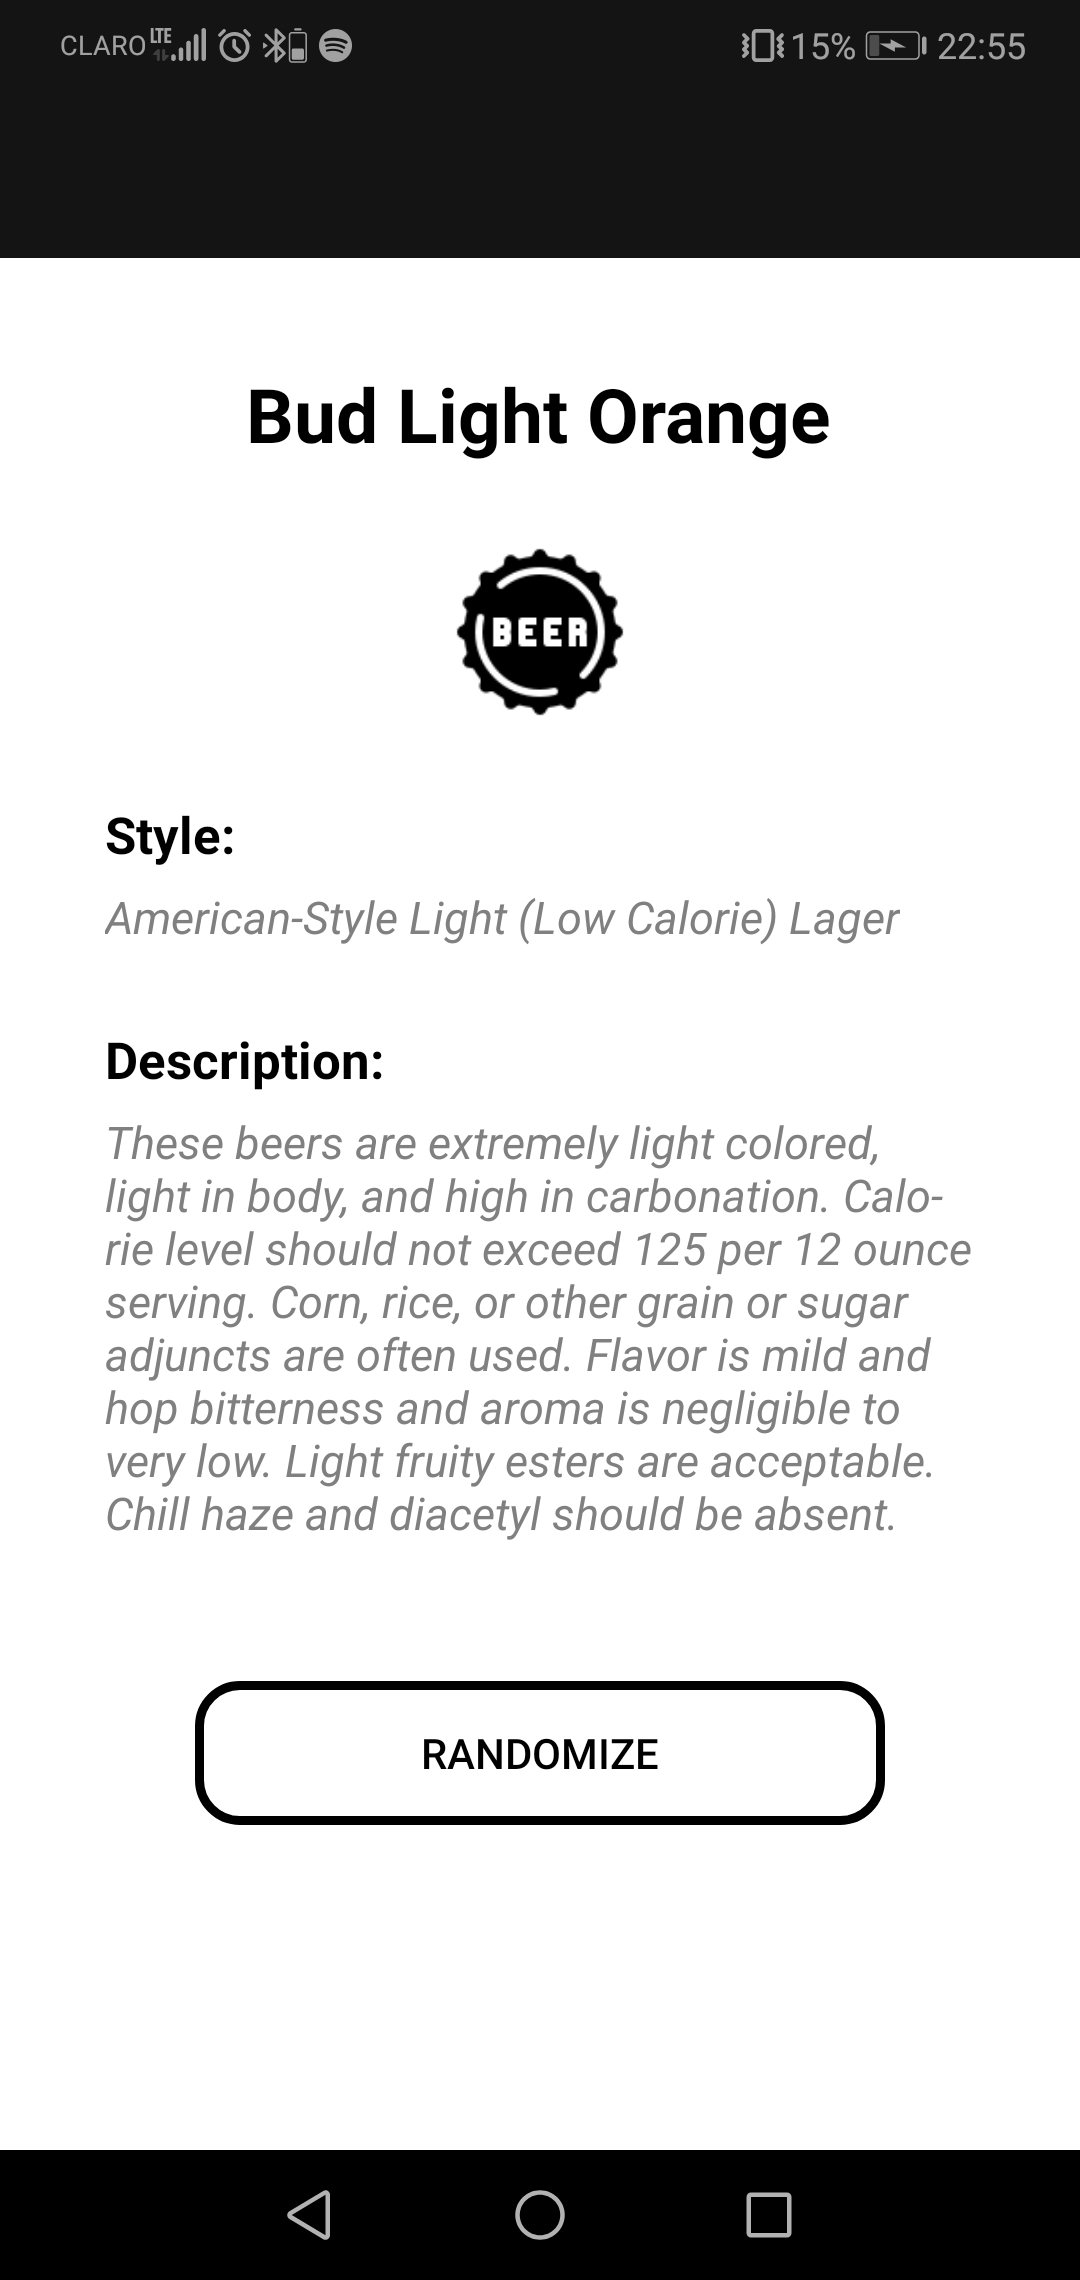 CLARO LTE 15% 22:55
Bud Light Orange
BEER
Style:
American-Style Light (Low Calorie) Lager
Description:
These beers are extremely light colored,
light in body, and high in carbonation. Calo-
rie level should not exceed 125 per 12 ounce
serving. Corn, rice, or other grain or sugar
adjuncts are often used. Flavor is mild and
hop bitterness and aroma is negligible to
very low. Light fruity esters are acceptable.
Chill haze and diacetyl should be absent.
RANDOMIZE